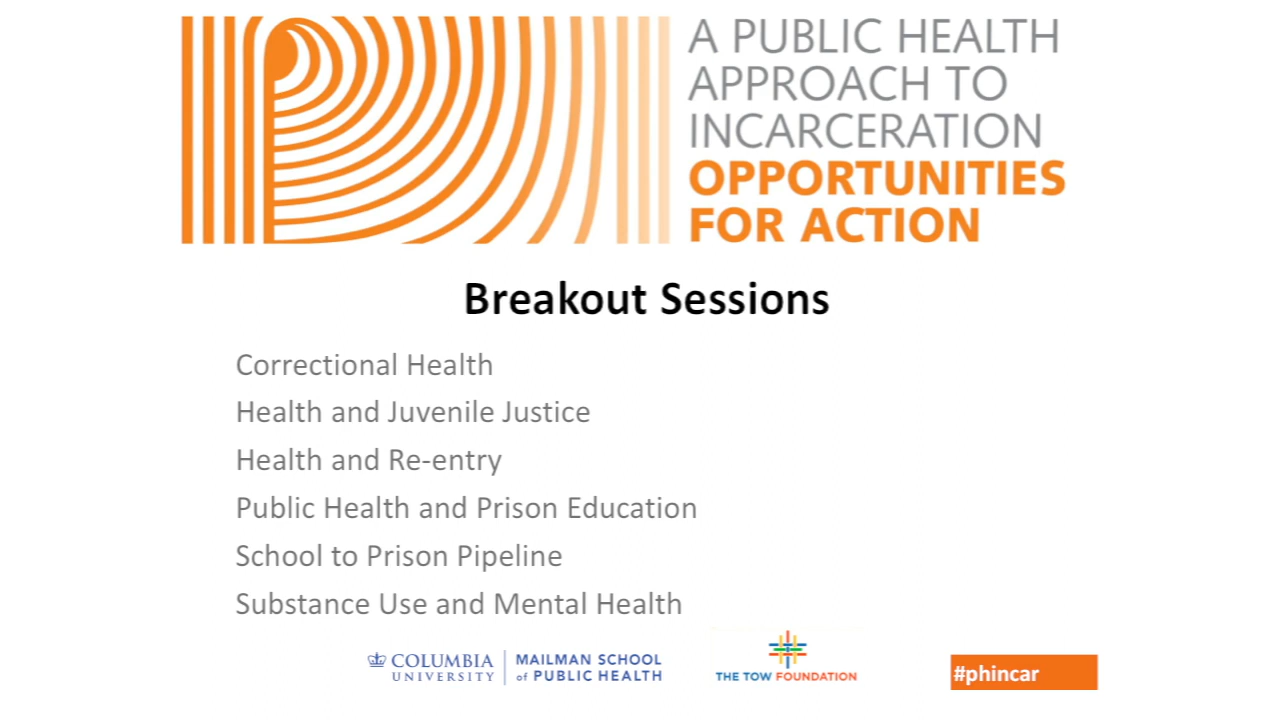 A PUBLIC HEALTH
APPROACH TO
INCARCERATION
OPPORTUNITIES
FOR ACTION
Breakout Sessions
Correctional Health
Health and Juvenile Justice
Health and Re-entry
Public Health and Prison Education
School to Prison Pipeline
Substance Use and Mental Health
COLUMBIA
UNIVERSITY
MAILMAN SCHOOL
of PUBLIC HEALTH
THE TOW FOUNDATION
#phincar